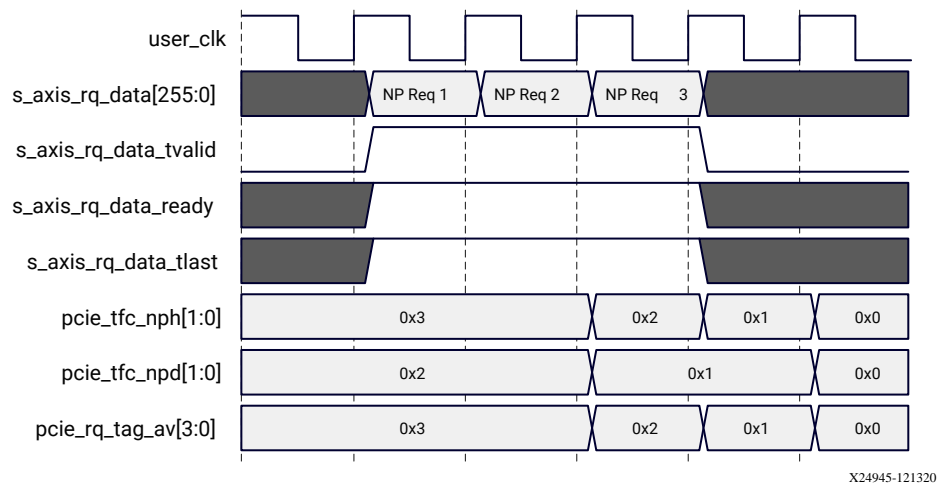 user_clk
s_axis_rq_data[255:0] NP Req 1 NP Req 2 NP Req 3
s_axis_rq_data_tvalid
s_axis_rq_data_ready
s_axis_rq_data_tlast
pcie_tfc_nph[1:0] 0x3 0x2 0x1 0x0
pcie_tfc_npd[1:0] 0x2 0x1 0x0
pcie_rq_tag_av[3:0] 0x3 0x2 0x1 0x0
X24945-121320